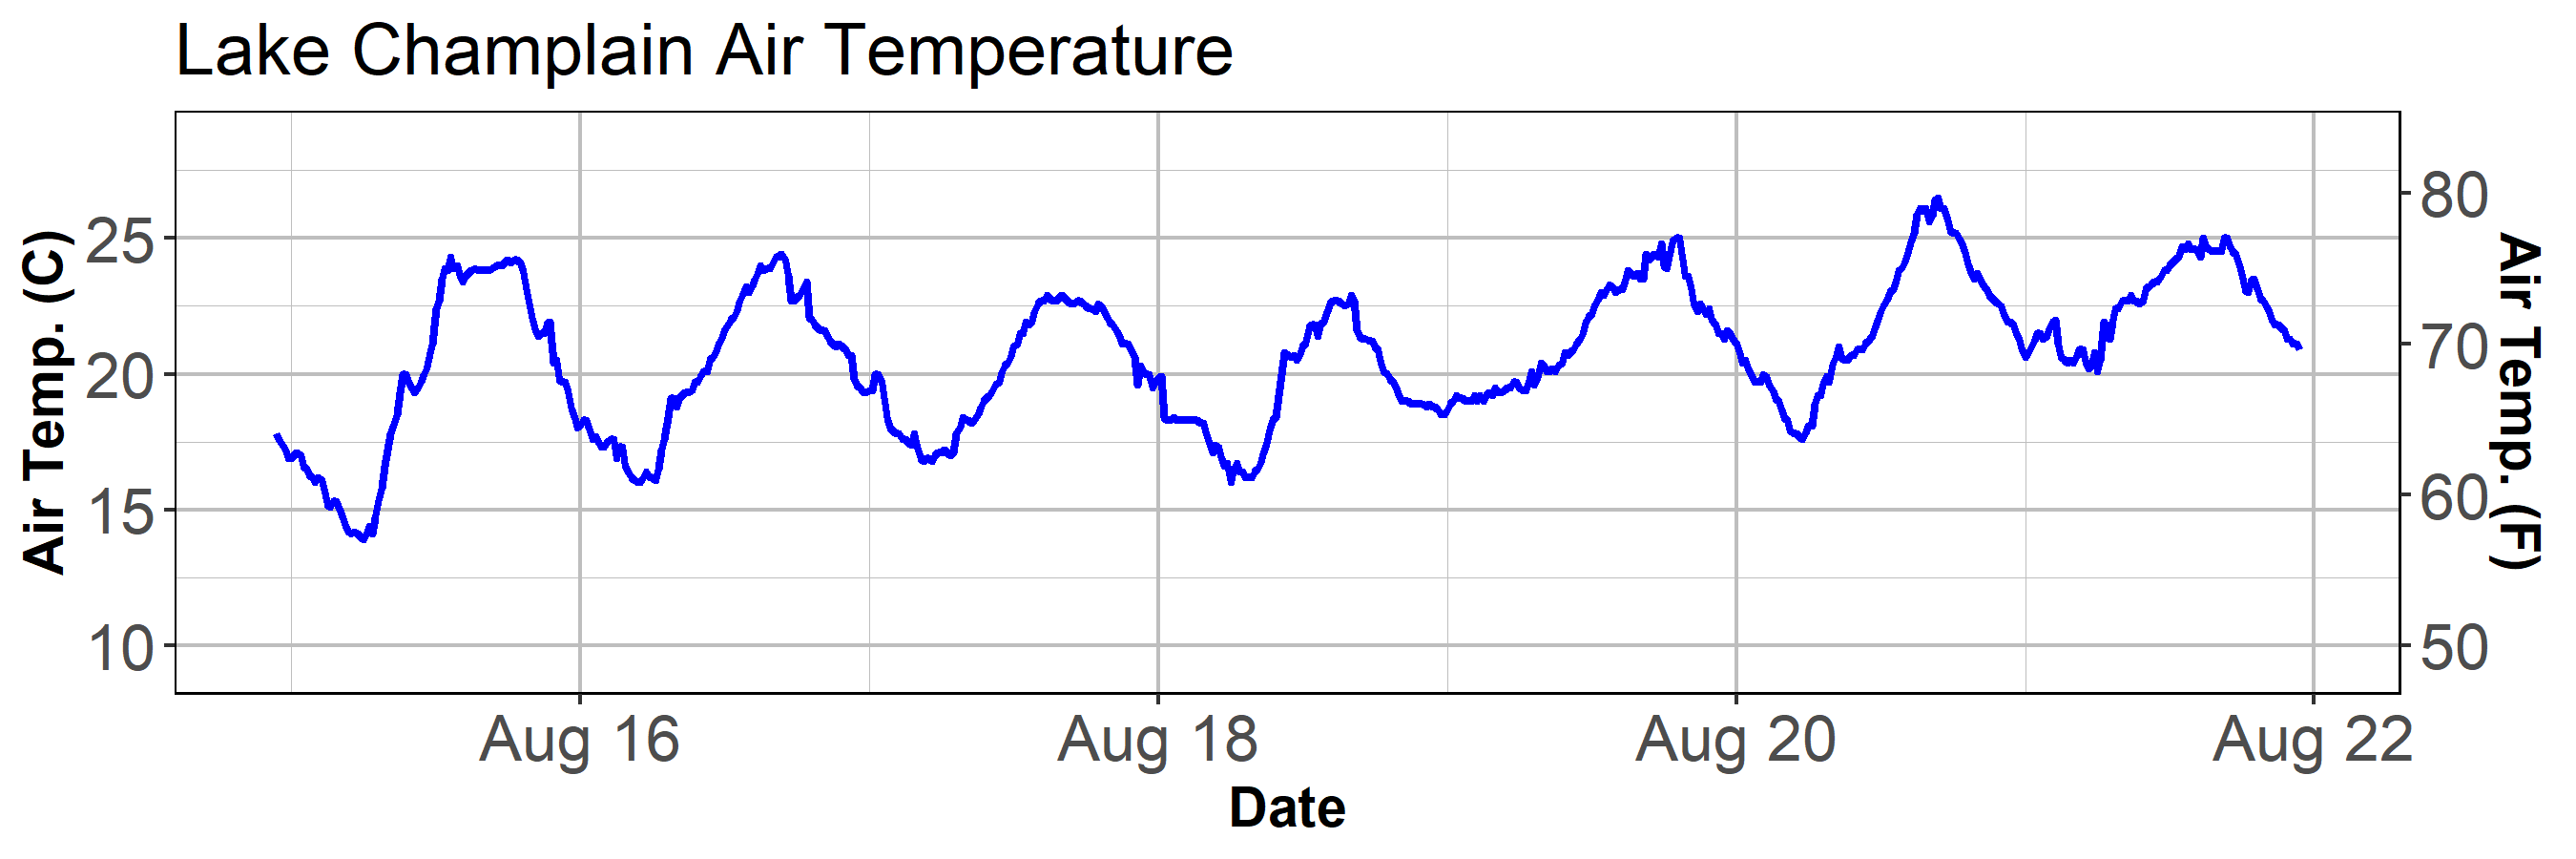 Lake Champlain Air Temperature
Air Temp. (C)
25
20
15
10
80
70
60
50
Air Temp. (F)
Aug 16 Aug 18 Aug 20 Aug 22
Date